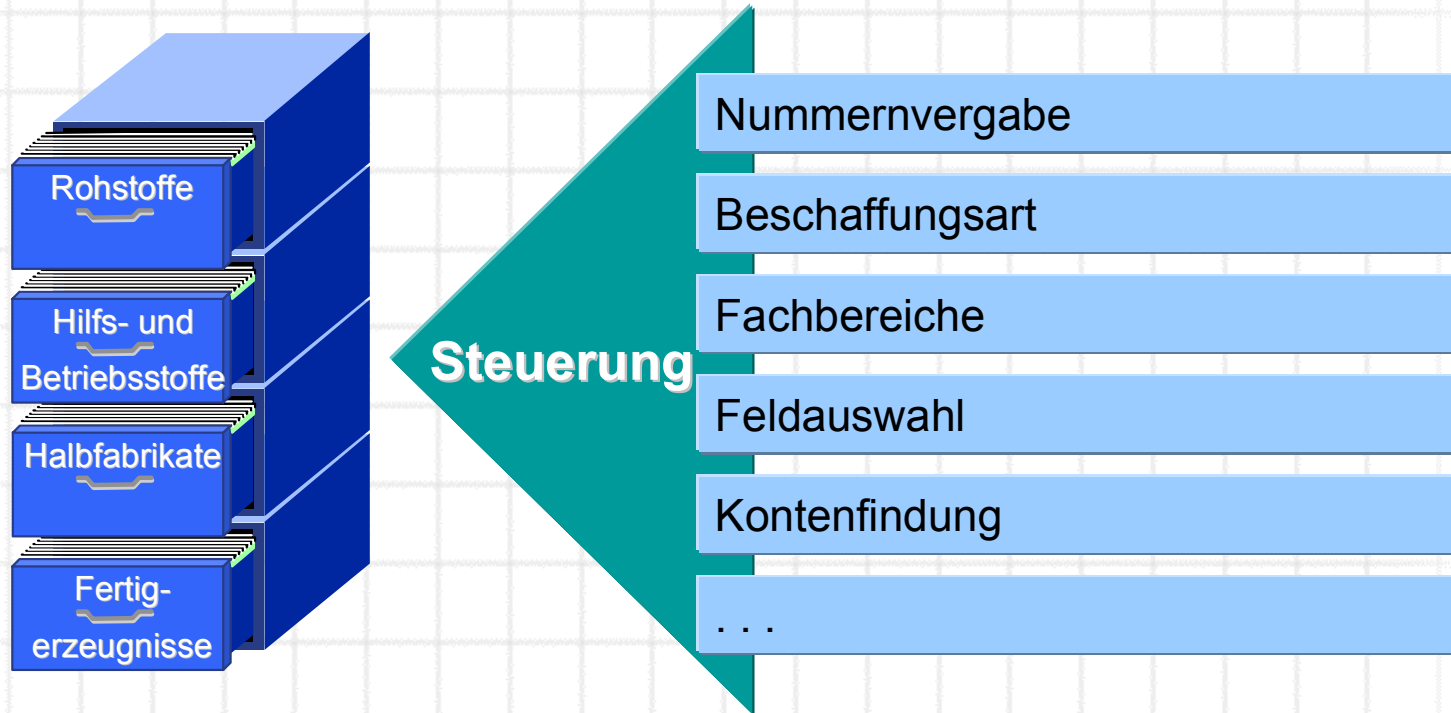 Rohstoffe
Hilfs- und
Betriebsstoffe
Halbfabrikate
Fertig-
erzeugnisse
Steuerung
Nummernvergabe
Beschaffungsart
Fachbereiche
Feldauswahl
Kontenfindung
. . .